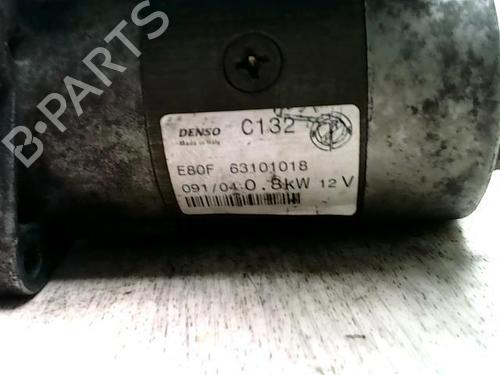 B-PARTS
DENSO C132
Made in Italy
E80F 63101018
091/04 0.8kW 12V